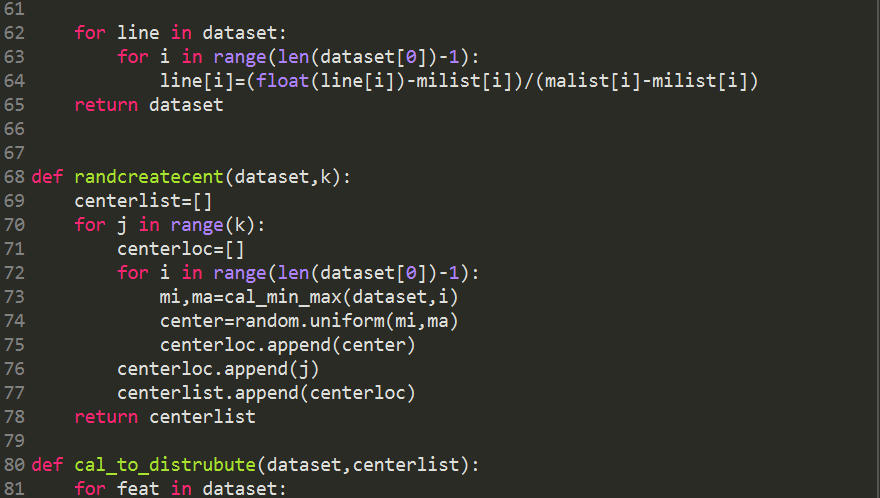 61
62     for line in dataset:
63         for i in range(len(dataset[0])-1):
64             line[i]=(float(line[i])-milist[i])/(malist[i]-milist[i])
65     return dataset
66
67
68 def randcreatecent(dataset,k):
69     centerlist=[]
70     for j in range(k):
71         centerloc=[]
72         for i in range(len(dataset[0])-1):
73             mi,ma=cal_min_max(dataset,i)
74             center=random.uniform(mi,ma)
75             centerloc.append(center)
76         centerloc.append(j)
77         centerlist.append(centerloc)
78     return centerlist
79
80 def cal_to_distrubute(dataset,centerlist):
81     for feat in dataset: